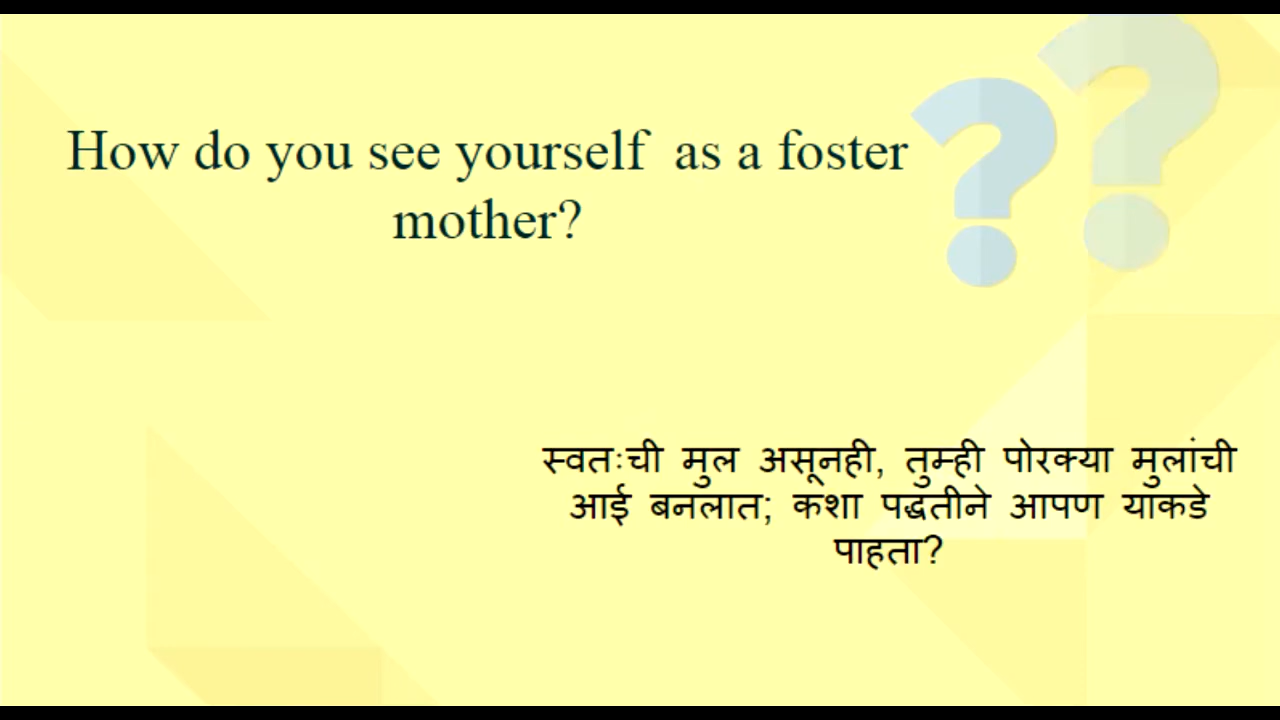 How do you see yourself as a foster
mother?
स्वतःची मुल असूनही, तुम्ही पोरक्या मुलांची
आई बनलात; कशा पद्धतीने आपण याकडे
पाहता?